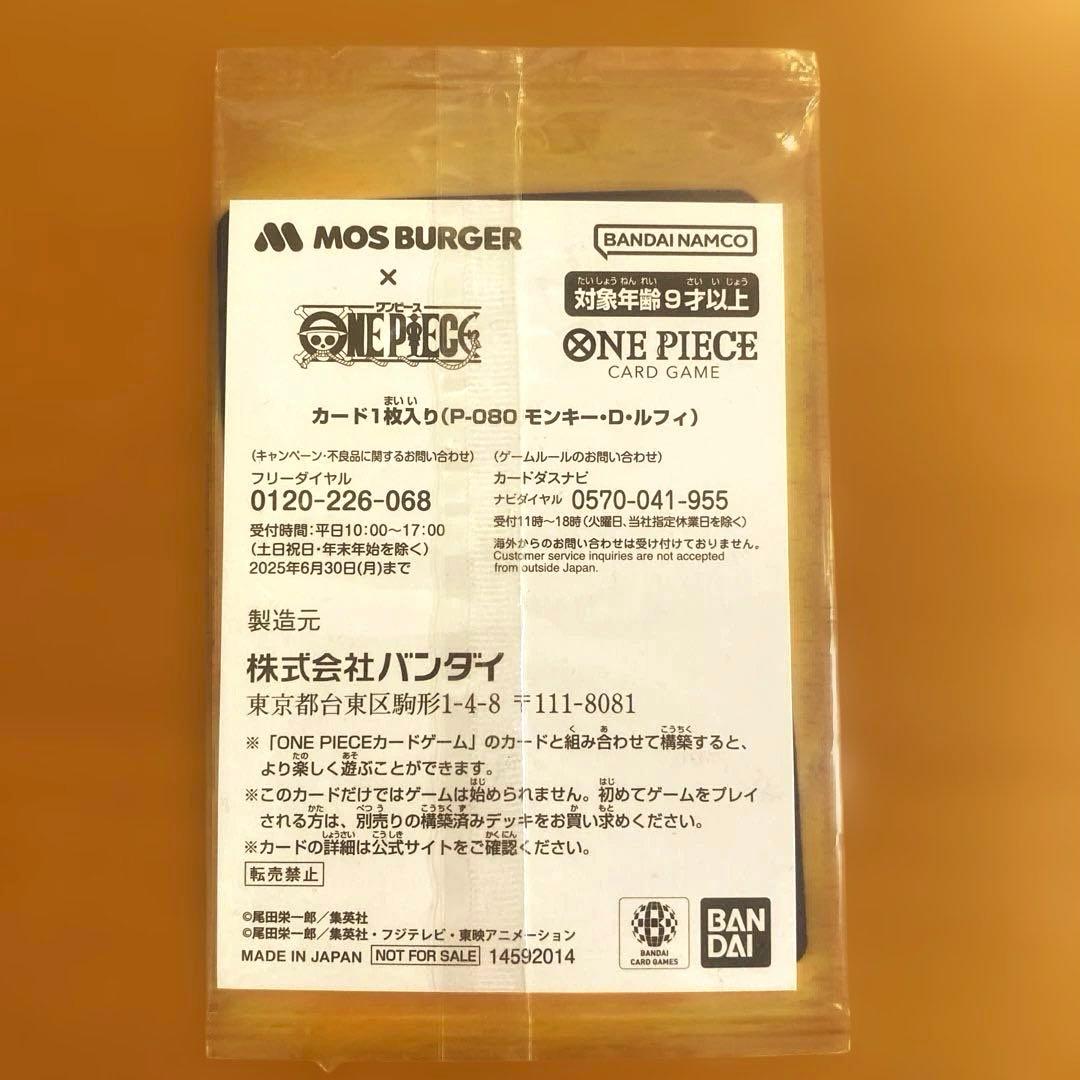 MOS BURGER
×
ワンピース
ONE PIECE
BANDAI NAMCO
たいしょうねんれい さいいじょう
対象年齢9才以上
ONE PIECE
CARD GAME
まいい
カード1枚入り(P-080 モンキー・D・ルフィ)
(キャンペーン・不良品に関するお問い合わせ)
フリーダイヤル
0120-226-068
受付時間:平日10:00〜17:00
(土日祝日・年末年始を除く)
2025年6月30日(月)まで
(ゲームルールのお問い合わせ)
カードダスナビ
ナビダイヤル 0570-041-955
受付11時〜18時(火曜日、当社指定休業日を除く)
海外からのお問い合わせは受け付けておりません。
Customer service inquiries are not accepted
from outside Japan.
製造元
株式会社バンダイ
東京都台東区駒形1-4-8 〒111-8081
く あ こうちく
※「ONE PIECEカードゲーム」のカードと組み合わせて構築すると、
たの あそ
より楽しく遊ぶことができます。
はじ はじ
※このカードだけではゲームは始められません。初めてゲームをプレイ
かた べつう こうちくず か もと
される方は、別売りの構築済みデッキをお買い求めください。
しょうさい こうしき かくにん
※カードの詳細は公式サイトをご確認ください。
転売禁止
©尾田栄一郎/集英社
©尾田栄一郎/集英社・フジテレビ・東映アニメーション
MADE IN JAPAN NOT FOR SALE 14592014
BANDAI
CARD GAMES
BAN
DAI